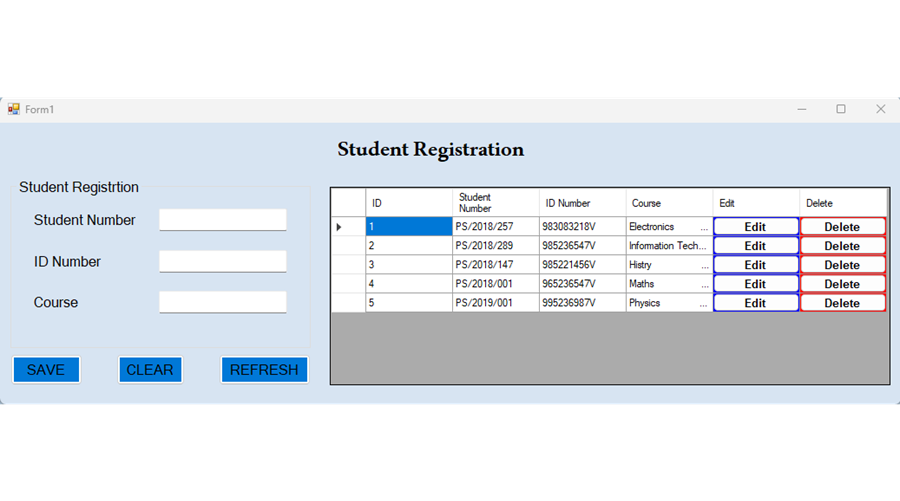 Form1
Student Registration
Student Registrtion
Student Number
ID Number
Course
SAVE CLEAR REFRESH
ID Student Number ID Number Course Edit Delete
1 PS/2018/257 983083218V Electronics ... Edit Delete
2 PS/2018/289 985236547V Information Tech... Edit Delete
3 PS/2018/147 985221456V Histry ... Edit Delete
4 PS/2018/001 965236547V Maths ... Edit Delete
5 PS/2019/001 995236987V Physics ... Edit Delete